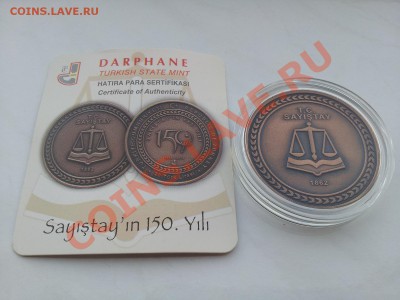 COINS.LAVE.RU
DARPHANE
TURKISH STATE MINT
HATIRA PARA SERTİFİKASI
Certificate of Authenticity
SAYIŞTAY
150
Sayıştay'ın 150. Yılı
T.C.
SAYIŞTAY
1862
COINS.LAVE.RU
COINS.LAVE.RU